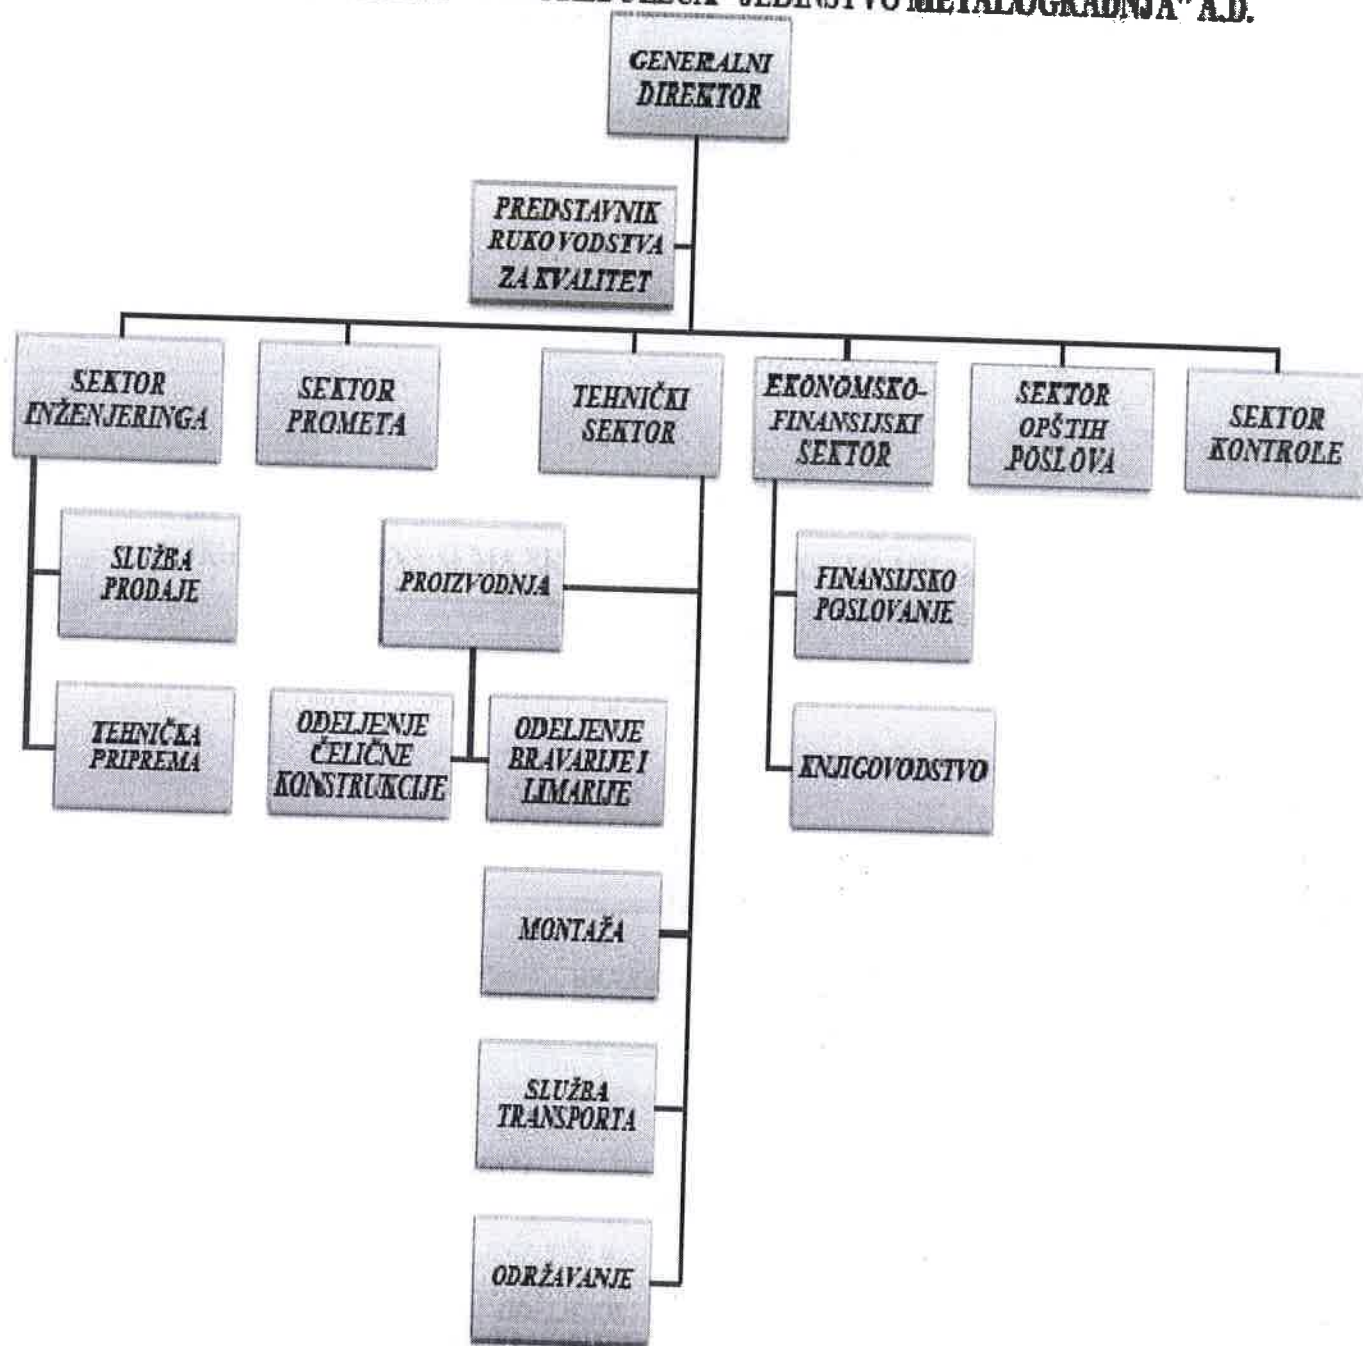 "JEDINSTVO METALOGRADNJA" A.D.
GENERALNI
DIREKTOR
PREDSTAVNIK
RUKOVODSTVA
ZA KVALITET
SEKTOR
INŽENJERINGA
SEKTOR
PROMETA
TEHNIČKI
SEKTOR
EKONOMSKO-
FINANSIJSKI
SEKTOR
SEKTOR
OPŠTIH
POSLOVA
SEKTOR
KONTROLE
SLUŽBA
PRODAJE
PROIZVODNJA
FINANSIJSKO
POSLOVANJE
TEHNIČKA
PRIPREMA
ODELJENJE
ČELIČNE
KONSTRUKCIJE
ODELJENJE
BRAVARIJE I
LIMARIJE
KNJIGOVODSTVO
MONTAŽA
SLUŽBA
TRANSPORTA
ODRŽAVANJE